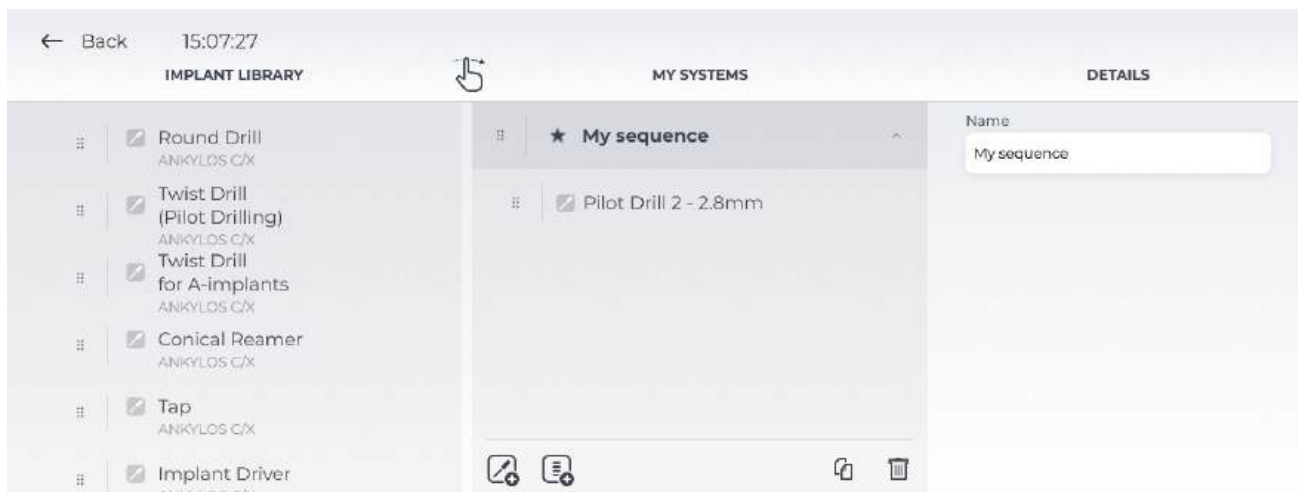 ← Back 15:07:27
IMPLANT LIBRARY
MY SYSTEMS
DETAILS
Round Drill
ANKYLOS C/X
Twist Drill
(Pilot Drilling)
ANKYLOS C/X
Twist Drill
for A-implants
ANKYLOS C/X
Conical Reamer
ANKYLOS C/X
Tap
ANKYLOS C/X
Implant Driver
★ My sequence
Pilot Drill 2 - 2.8mm
Name
My sequence